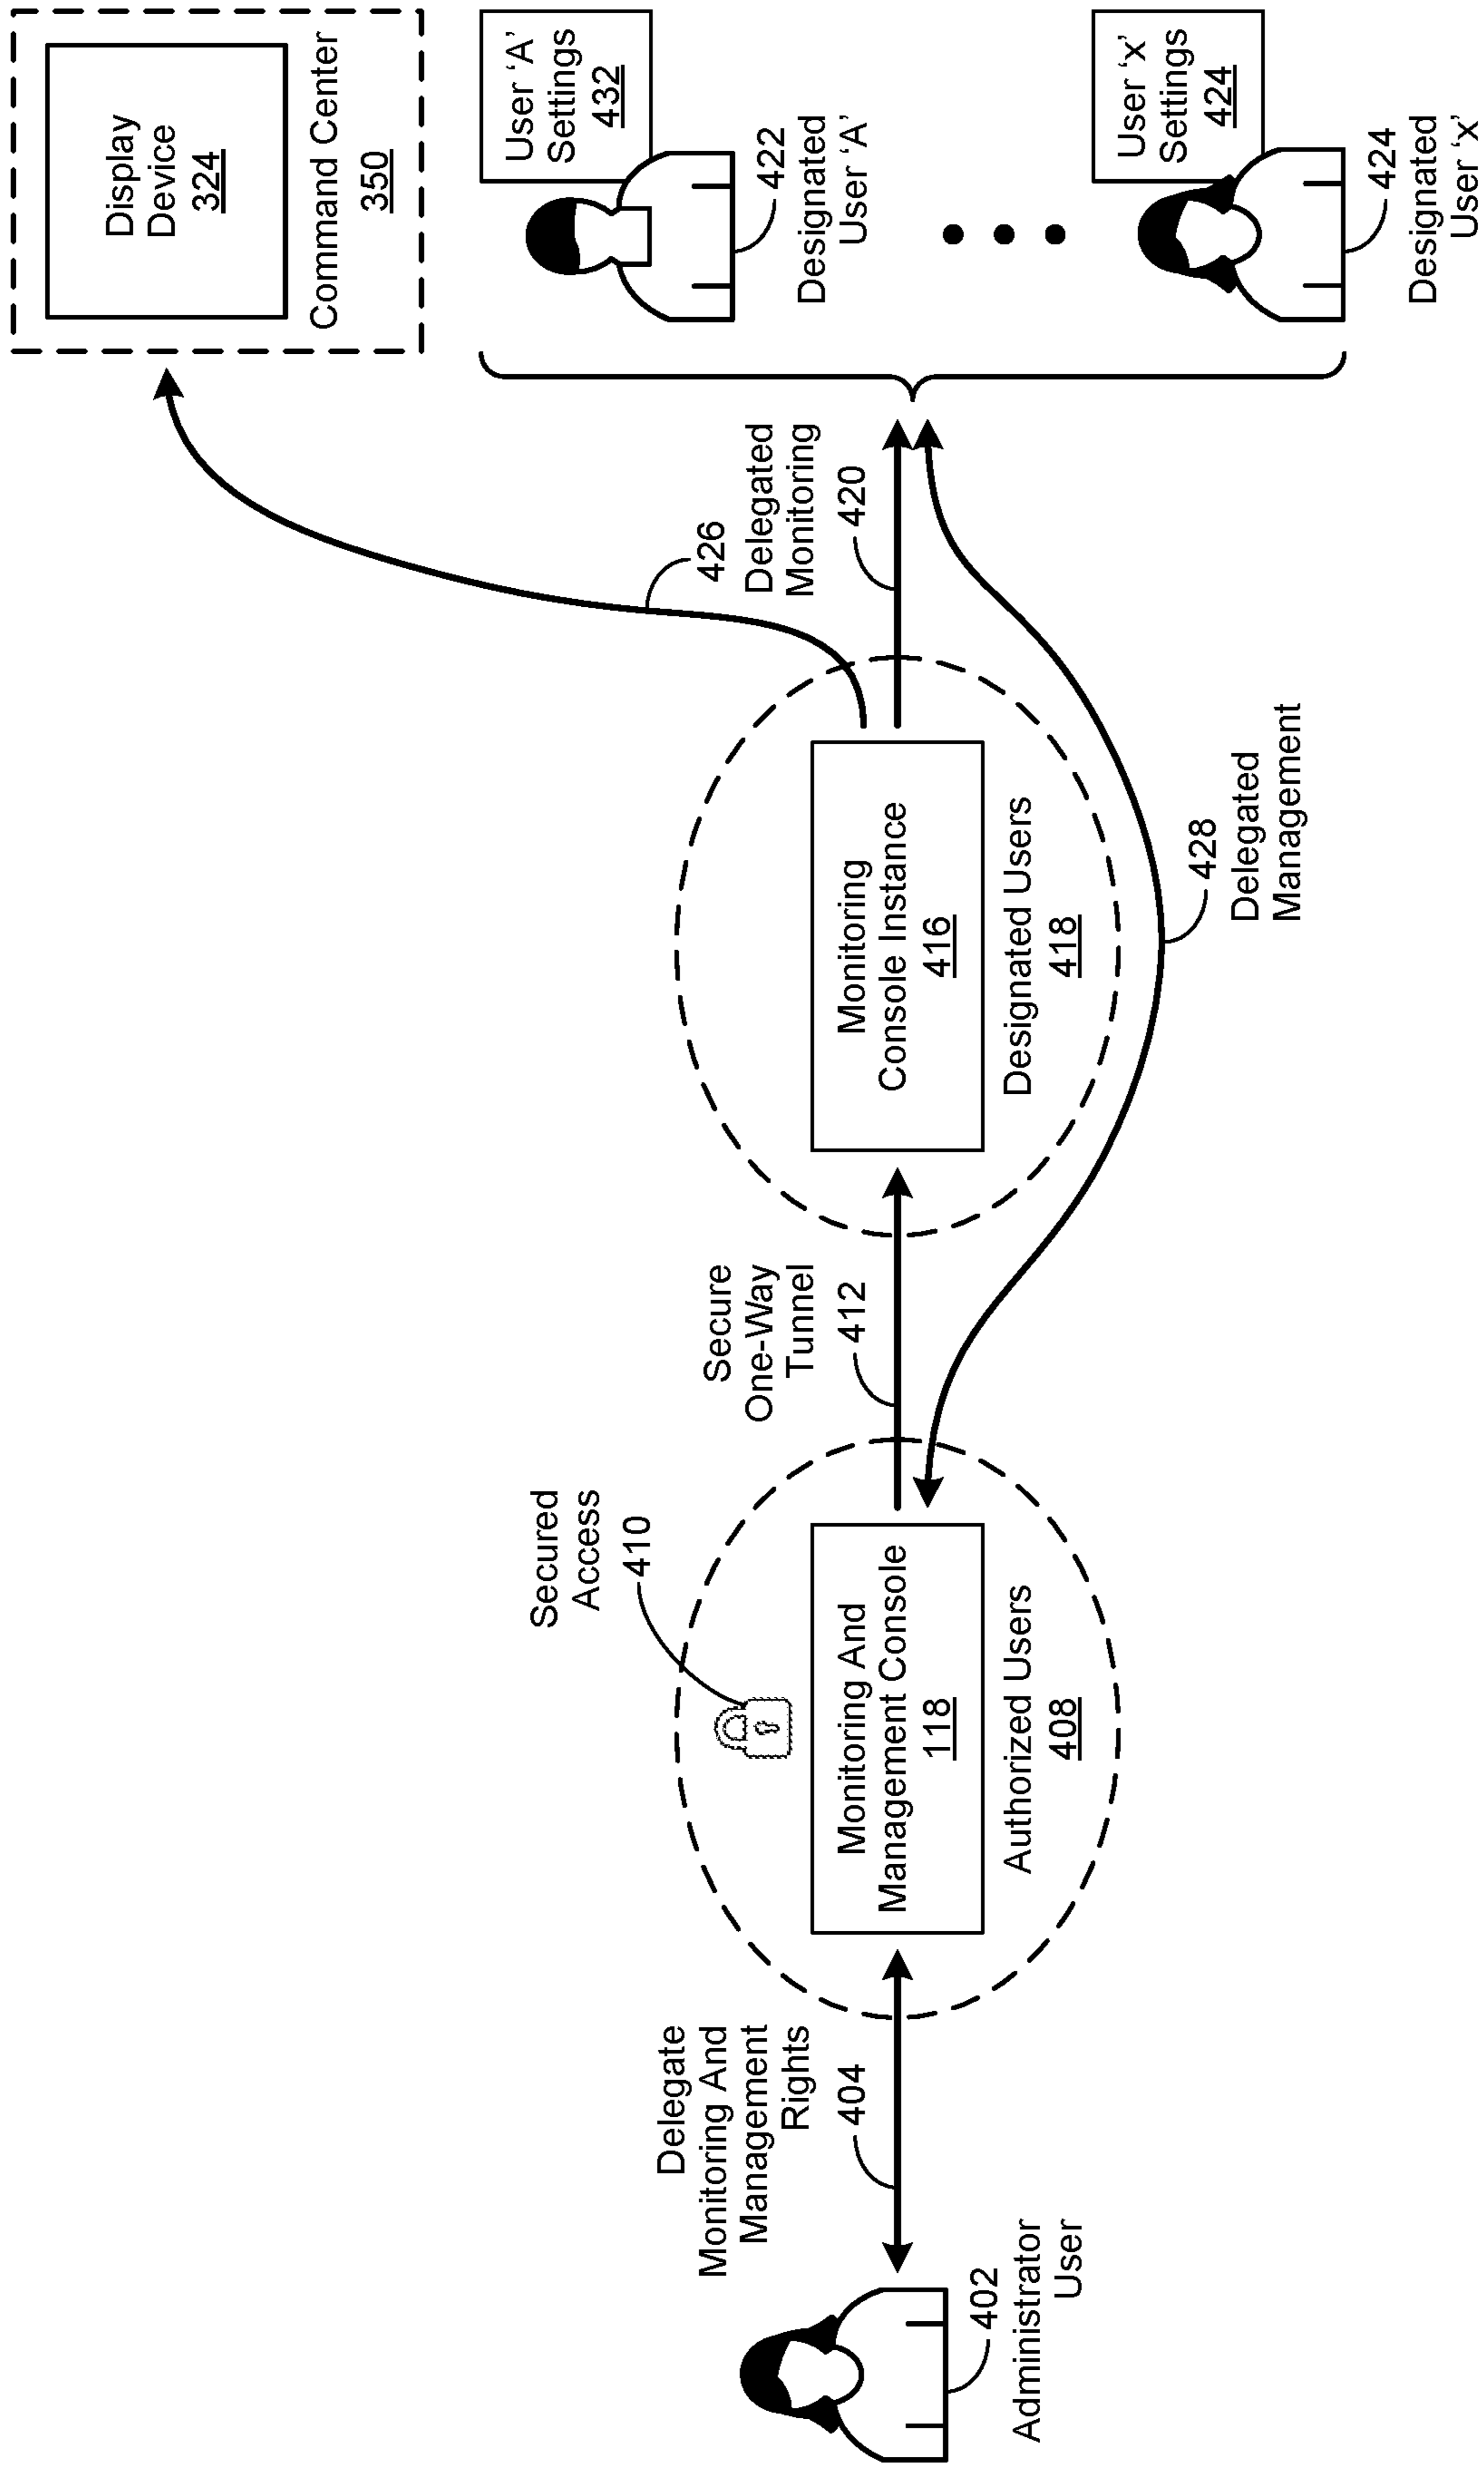 Display
Device
324
Command Center
350
User ‘A’
Settings
432
422
Designated
User ‘A’
User ‘x’
Settings
424
424
Designated
User ‘x’
426
Delegated
Monitoring
420
Monitoring
Console Instance
416
Designated Users
418
428
Delegated
Management
Secure
One-Way
Tunnel
412
Secured
Access
410
Monitoring And
Management Console
118
Authorized Users
408
Delegate
Monitoring And
Management
Rights
404
402
Administrator
User